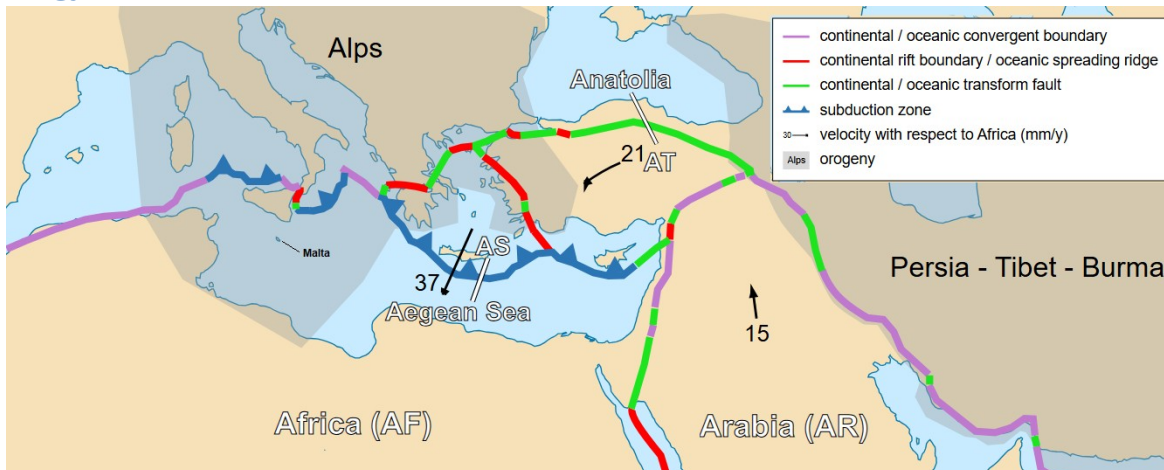 Alps
continental / oceanic convergent boundary
continental rift boundary / oceanic spreading ridge
continental / oceanic transform fault
subduction zone
30 velocity with respect to Africa (mm/y)
Alps orogeny
Anatolia
21 AT
Malta
AS
37
Aegean Sea
Persia - Tibet - Burma
15
Africa (AF)
Arabia (AR)